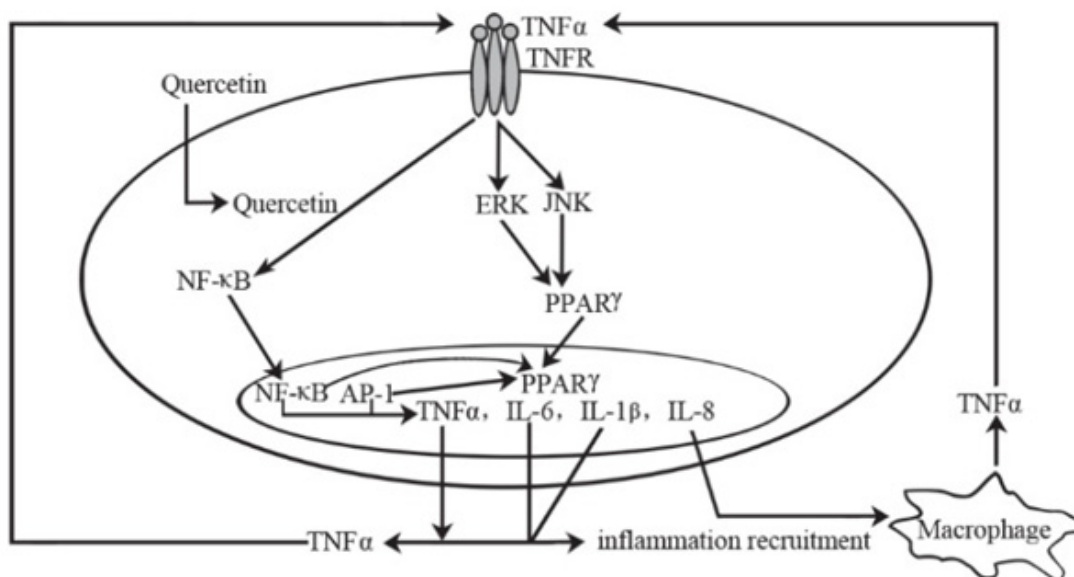 TNFα
TNFR
Quercetin
Quercetin
ERK JNK
NF-κB
PPARγ
NF-κB AP-1 PPARγ
TNFα, IL-6, IL-1β, IL-8
TNFα
Macrophage
TNFα
inflammation recruitment